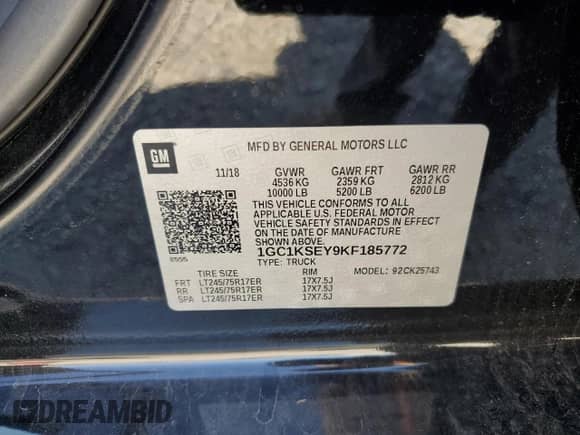 GM
MFD BY GENERAL MOTORS LLC
11/18 GVWR GAWR FRT GAWR RR
4536 KG 2359 KG 2812 KG
10000 LB 5200 LB 6200 LB
THIS VEHICLE CONFORMS TO ALL
APPLICABLE U.S. FEDERAL MOTOR
VEHICLE SAFETY STANDARDS IN EFFECT
ON THE DATE OF MANUFACTURE
SHOWN ABOVE.
1GC1KSEY9KF185772
TYPE: TRUCK MODEL: 92CK25743
TIRE SIZE RIM
FRT LT245/75R17ER 17X7.5J
RR LT245/75R17ER 17X7.5J
SPA LT245/75R17ER 17X7.5J
DREAMBID